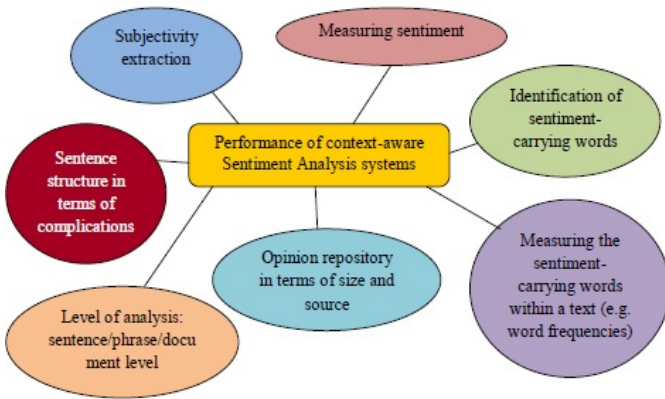 Subjectivity
extraction
Measuring sentiment
Identification of
sentiment-
carrying words
Performance of context-aware
Sentiment Analysis systems
Sentence
structure in
terms of
complications
Opinion repository
in terms of size and
source
Measuring the
sentiment-
carrying words
within a text (e.g.
word frequencies)
Level of analysis:
sentence/phrase/docu
ment level